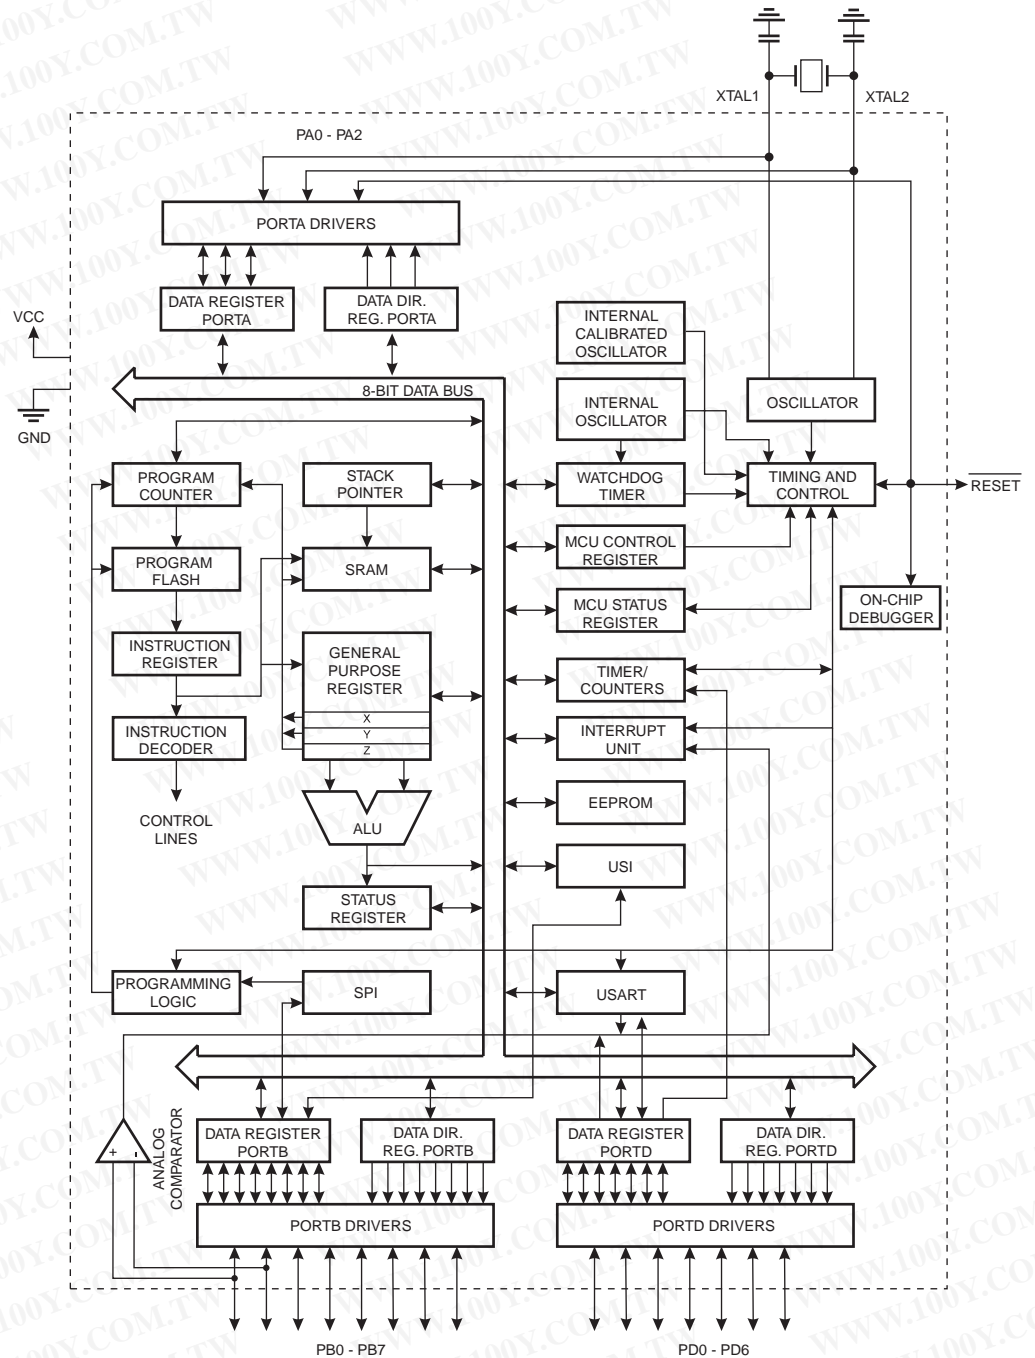 XTAL1
XTAL2
PA0 - PA2
PORTA DRIVERS
DATA REGISTER
PORTA
DATA DIR.
REG. PORTA
VCC
GND
8-BIT DATA BUS
INTERNAL
CALIBRATED
OSCILLATOR
INTERNAL
OSCILLATOR
OSCILLATOR
PROGRAM
COUNTER
STACK
POINTER
WATCHDOG
TIMER
TIMING AND
CONTROL
RESET
PROGRAM
FLASH
SRAM
MCU CONTROL
REGISTER
MCU STATUS
REGISTER
ON-CHIP
DEBUGGER
INSTRUCTION
REGISTER
GENERAL
PURPOSE
REGISTER
X
Y
Z
TIMER/
COUNTERS
INSTRUCTION
DECODER
INTERRUPT
UNIT
CONTROL
LINES
ALU
EEPROM
USI
STATUS
REGISTER
PROGRAMMING
LOGIC
SPI
USART
ANALOG
COMPARATOR
+
-
DATA REGISTER
PORTB
DATA DIR.
REG. PORTB
DATA REGISTER
PORTD
DATA DIR.
REG. PORTD
PORTB DRIVERS
PORTD DRIVERS
PB0 - PB7
PD0 - PD6
WWW.100Y.COM.TW